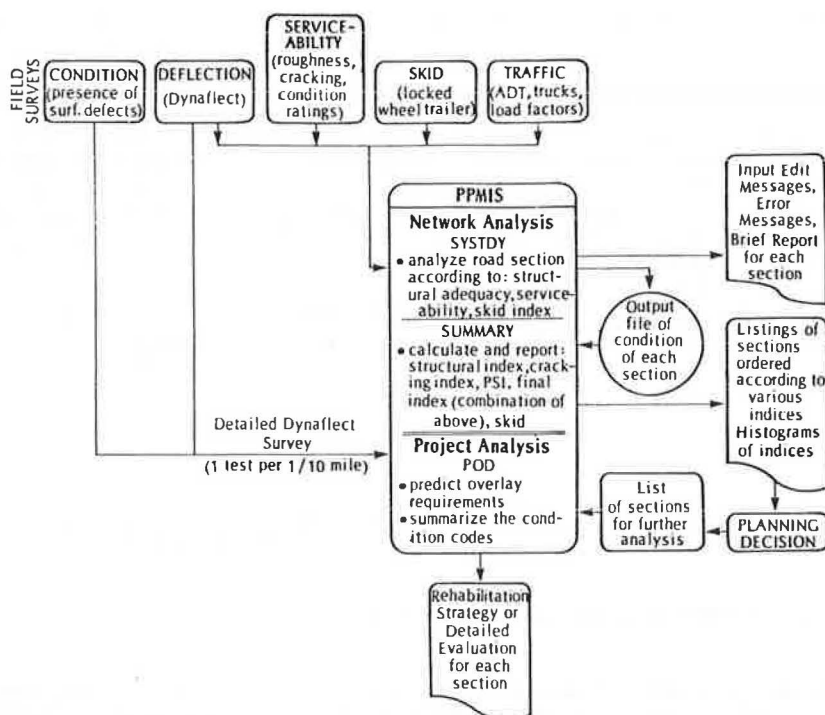 FIELD SURVEYS
CONDITION
(presence of
surf. defects)
DEFLECTION
(Dynaflect)
SERVICE-
ABILITY
(roughness,
cracking,
condition
ratings)
SKID
(locked
wheel trailer)
TRAFFIC
(ADT, trucks,
load factors)
PPMIS
Network Analysis
SYSTDY
• analyze road section
according to: struct-
ural adequacy, service-
ability, skid index
SUMMARY
• calculate and report:
structural index, crack-
ing index, PSI, final
index (combination of
above), skid
Project Analysis
POD
• predict overlay
requirements
• summarize the cond-
ition codes
Detailed Dynaflect
Survey
(1 test per 1/10 mile)
Input Edit
Messages,
Error
Messages,
Brief Report
for each
section
Output
file of
condition
of each
section
Listings of
sections
ordered
according to
various
indices
Histograms
of indices
PLANNING
DECISION
List
of sections
for further
analysis
Rehabilitation
Strategy or
Detailed
Evaluation
for each
section